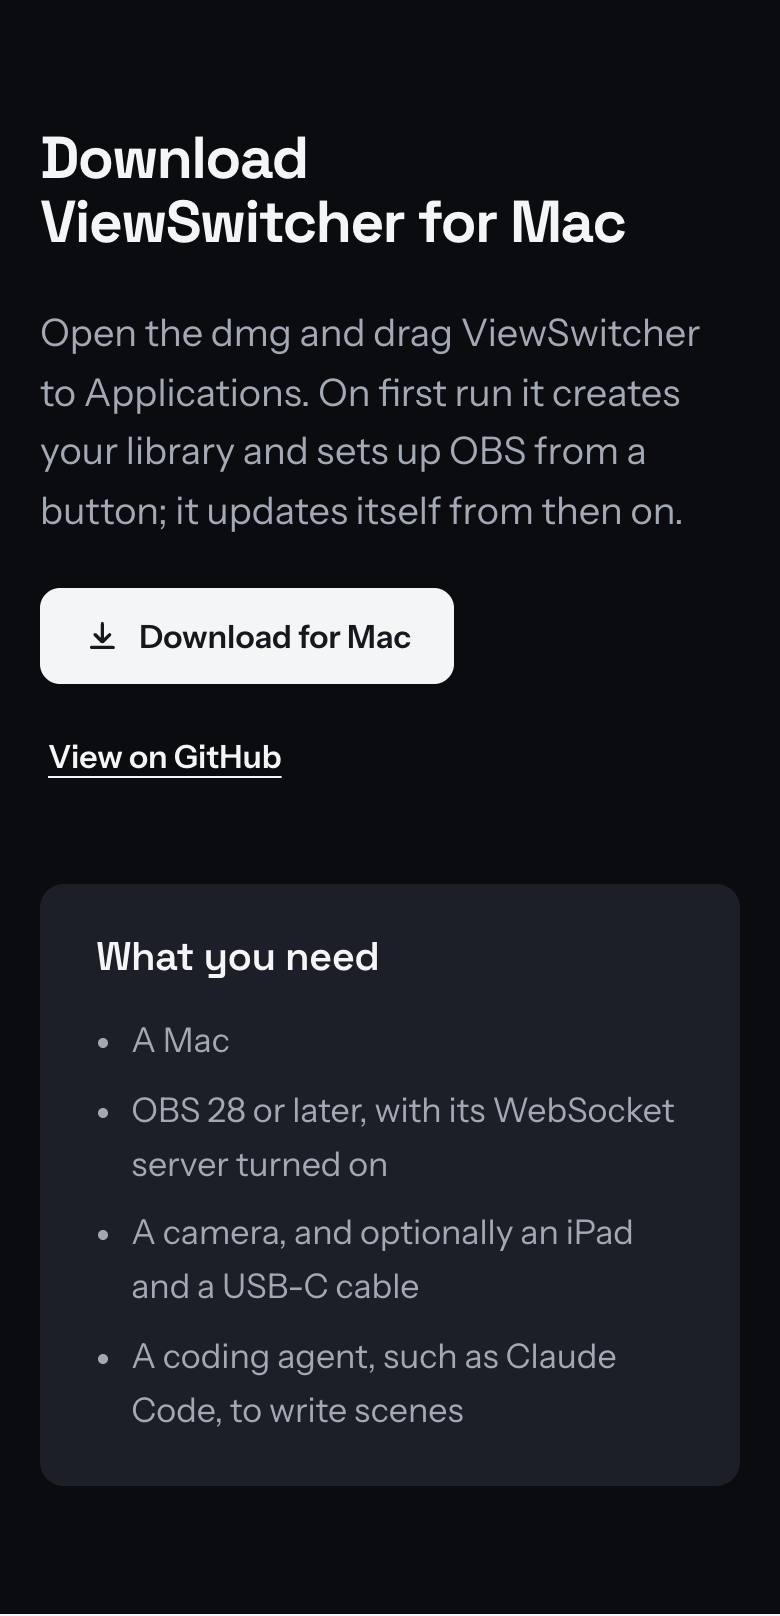 Download
ViewSwitcher for Mac
Open the dmg and drag ViewSwitcher
to Applications. On first run it creates
your library and sets up OBS from a
button; it updates itself from then on.
Download for Mac
View on GitHub
What you need
• A Mac
• OBS 28 or later, with its WebSocket
server turned on
• A camera, and optionally an iPad
and a USB-C cable
• A coding agent, such as Claude
Code, to write scenes